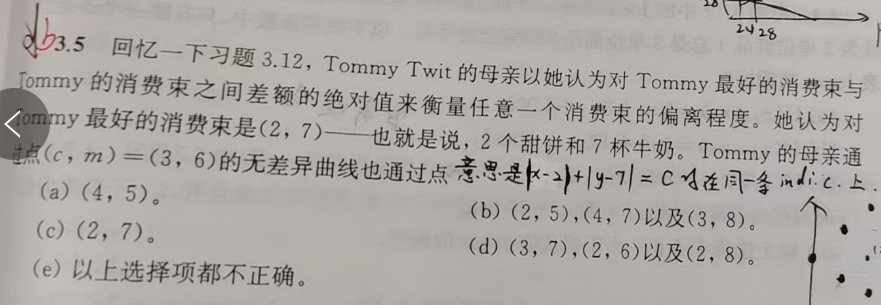 24 28
db 3.5 回忆一下习题 3.12，Tommy Twit 的母亲以她认为对 Tommy 最好的消费束与
Tommy 的消费束之间差额的绝对值来衡量任意一个消费束的偏离程度。她认为对
Tommy 最好的消费束是(2，7)——也就是说，2 个甜饼和 7 杯牛奶。Tommy 的母亲通
过点(c，m)＝(3，6)的无差异曲线也通过点 意思是|x-2|+|y-7|=C 时在同一条 indi.c.上.
(a) (4，5)。
(b) (2，5),(4，7)以及(3，8)。
(c) (2，7)。
(d) (3，7),(2，6)以及(2，8)。
(e) 以上选择项都不正确。